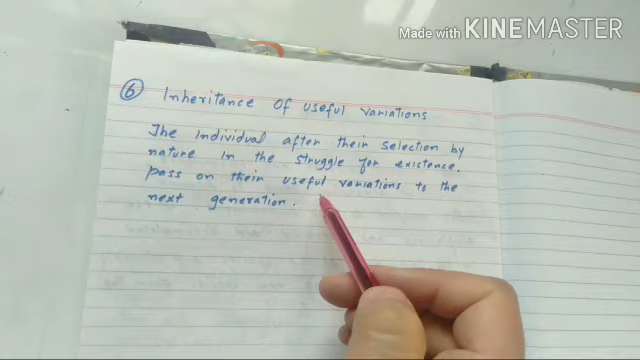 Made with KINEMASTER
6 Inheritance Of useful variations
The individual after their selection by
nature in the struggle for existence.
pass on their useful variations to the
next generation.